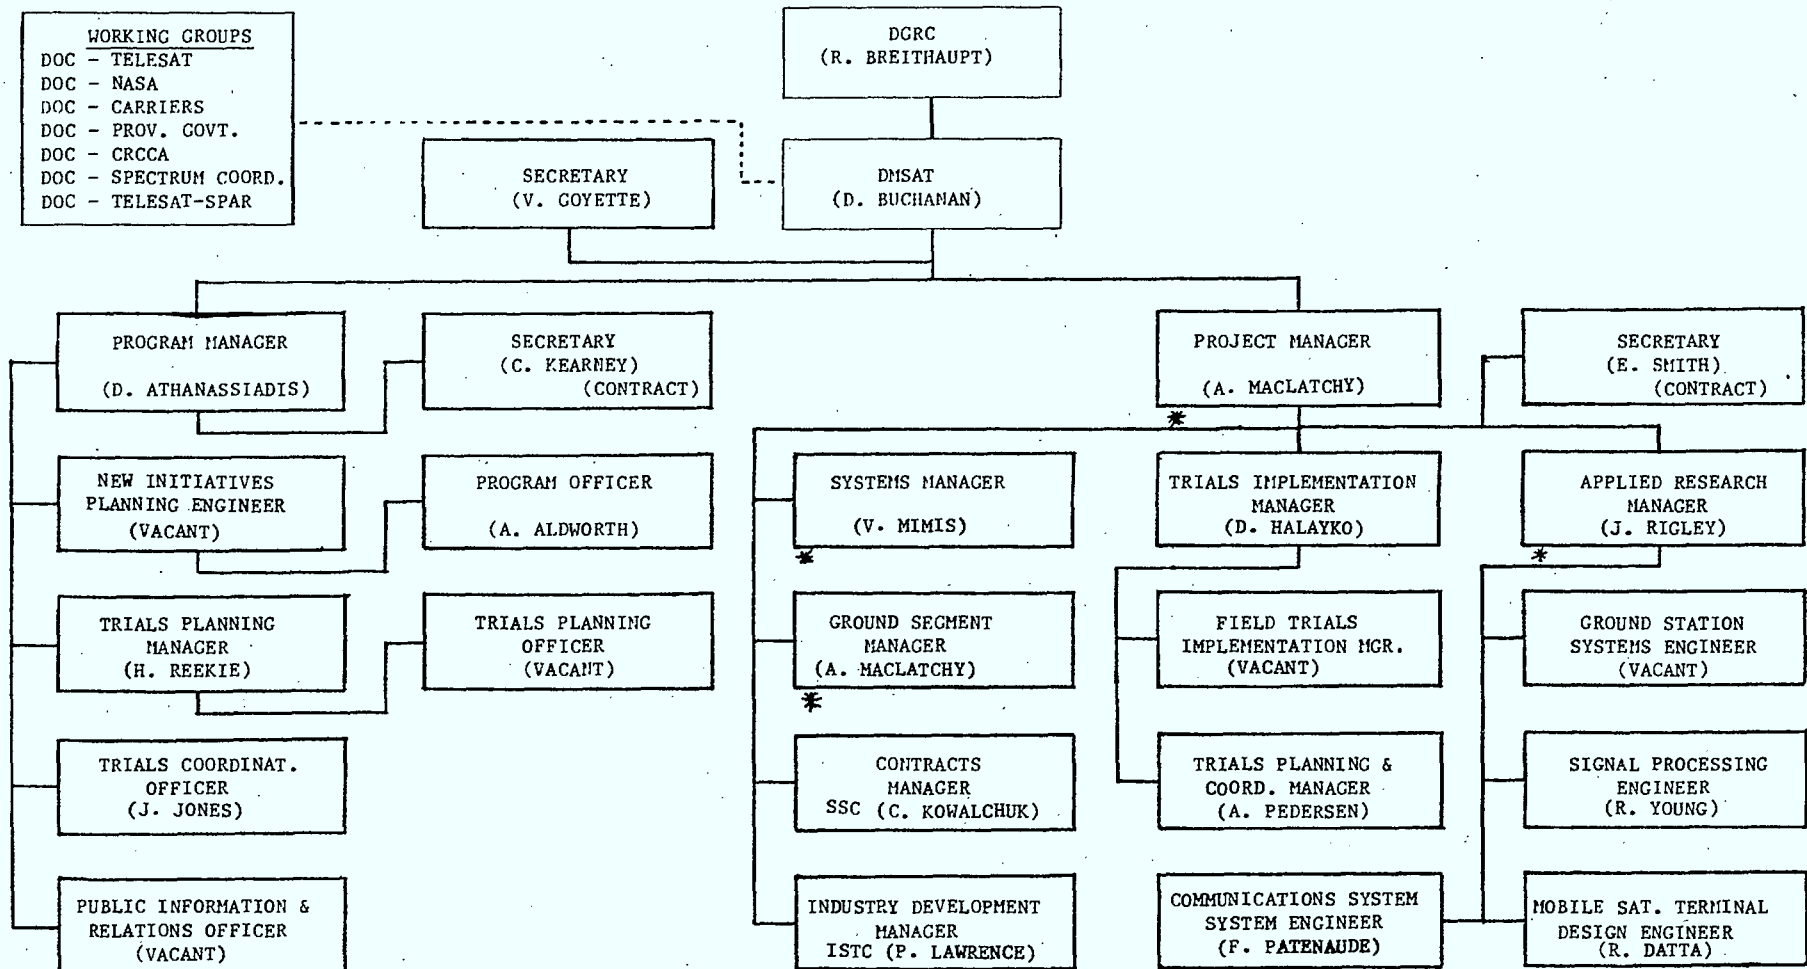 WORKING GROUPS
DOC - TELESAT
DOC - NASA
DOC - CARRIERS
DOC - PROV. GOVT.
DOC - CRCCA
DOC - SPECTRUM COORD.
DOC - TELESAT-SPAR
DGRC
(R. BREITHAUPT)
SECRETARY
(V. GOYETTE)
DMSAT
(D. BUCHANAN)
PROGRAM MANAGER
(D. ATHANASSIADIS)
SECRETARY
(C. KEARNEY)
(CONTRACT)
PROJECT MANAGER
(A. MACLATCHY)
*
SECRETARY
(E. SMITH)
(CONTRACT)
NEW INITIATIVES
PLANNING ENGINEER
(VACANT)
PROGRAM OFFICER
(A. ALDWORTH)
SYSTEMS MANAGER
(V. MIMIS)
*
TRIALS IMPLEMENTATION
MANAGER
(D. HALAYKO)
APPLIED RESEARCH
MANAGER
(J. RIGLEY)
*
TRIALS PLANNING
MANAGER
(H. REEKIE)
TRIALS PLANNING
OFFICER
(VACANT)
GROUND SEGMENT
MANAGER
(A. MACLATCHY)
*
FIELD TRIALS
IMPLEMENTATION MGR.
(VACANT)
GROUND STATION
SYSTEMS ENGINEER
(VACANT)
TRIALS COORDINAT.
OFFICER
(J. JONES)
CONTRACTS
MANAGER
SSC (C. KOWALCHUK)
TRIALS PLANNING &
COORD. MANAGER
(A. PEDERSEN)
SIGNAL PROCESSING
ENGINEER
(R. YOUNG)
PUBLIC INFORMATION &
RELATIONS OFFICER
(VACANT)
INDUSTRY DEVELOPMENT
MANAGER
ISTC (P. LAWRENCE)
COMMUNICATIONS SYSTEM
SYSTEM ENGINEER
(F. PATENAUDE)
MOBILE SAT. TERMINAL
DESIGN ENGINEER
(R. DATTA)